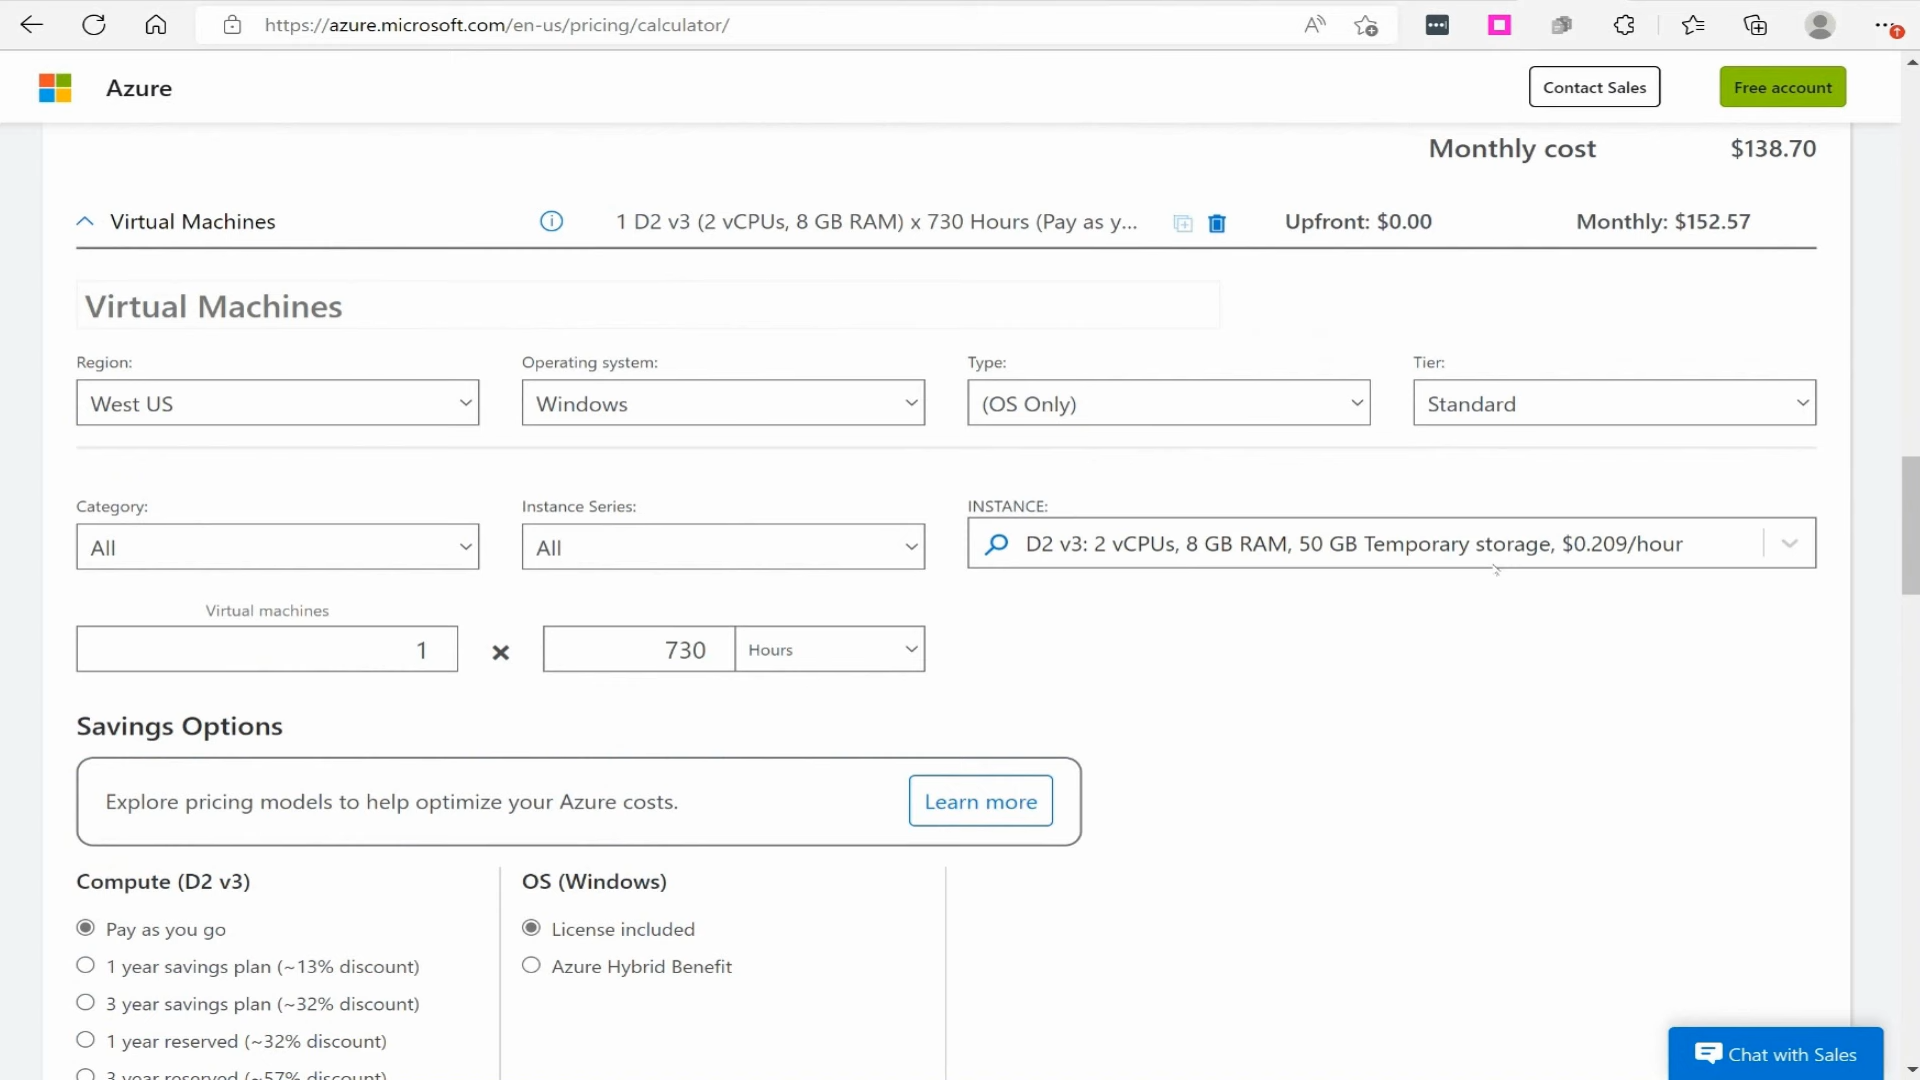 https://azure.microsoft.com/en-us/pricing/calculator/
Azure
Contact Sales
Free account
Monthly cost $138.70
Virtual Machines
1 D2 v3 (2 vCPUs, 8 GB RAM) x 730 Hours (Pay as y...
Upfront: $0.00
Monthly: $152.57
Virtual Machines
Region:
Operating system:
Type:
Tier:
West US
Windows
(OS Only)
Standard
Category:
Instance Series:
INSTANCE:
All
All
D2 v3: 2 vCPUs, 8 GB RAM, 50 GB Temporary storage, $0.209/hour
Virtual machines
1
730
Hours
Savings Options
Explore pricing models to help optimize your Azure costs.
Learn more
Compute (D2 v3)
OS (Windows)
Pay as you go
License included
1 year savings plan (~13% discount)
Azure Hybrid Benefit
3 year savings plan (~32% discount)
1 year reserved (~32% discount)
3 year reserved (~57% discount)
Chat with Sales